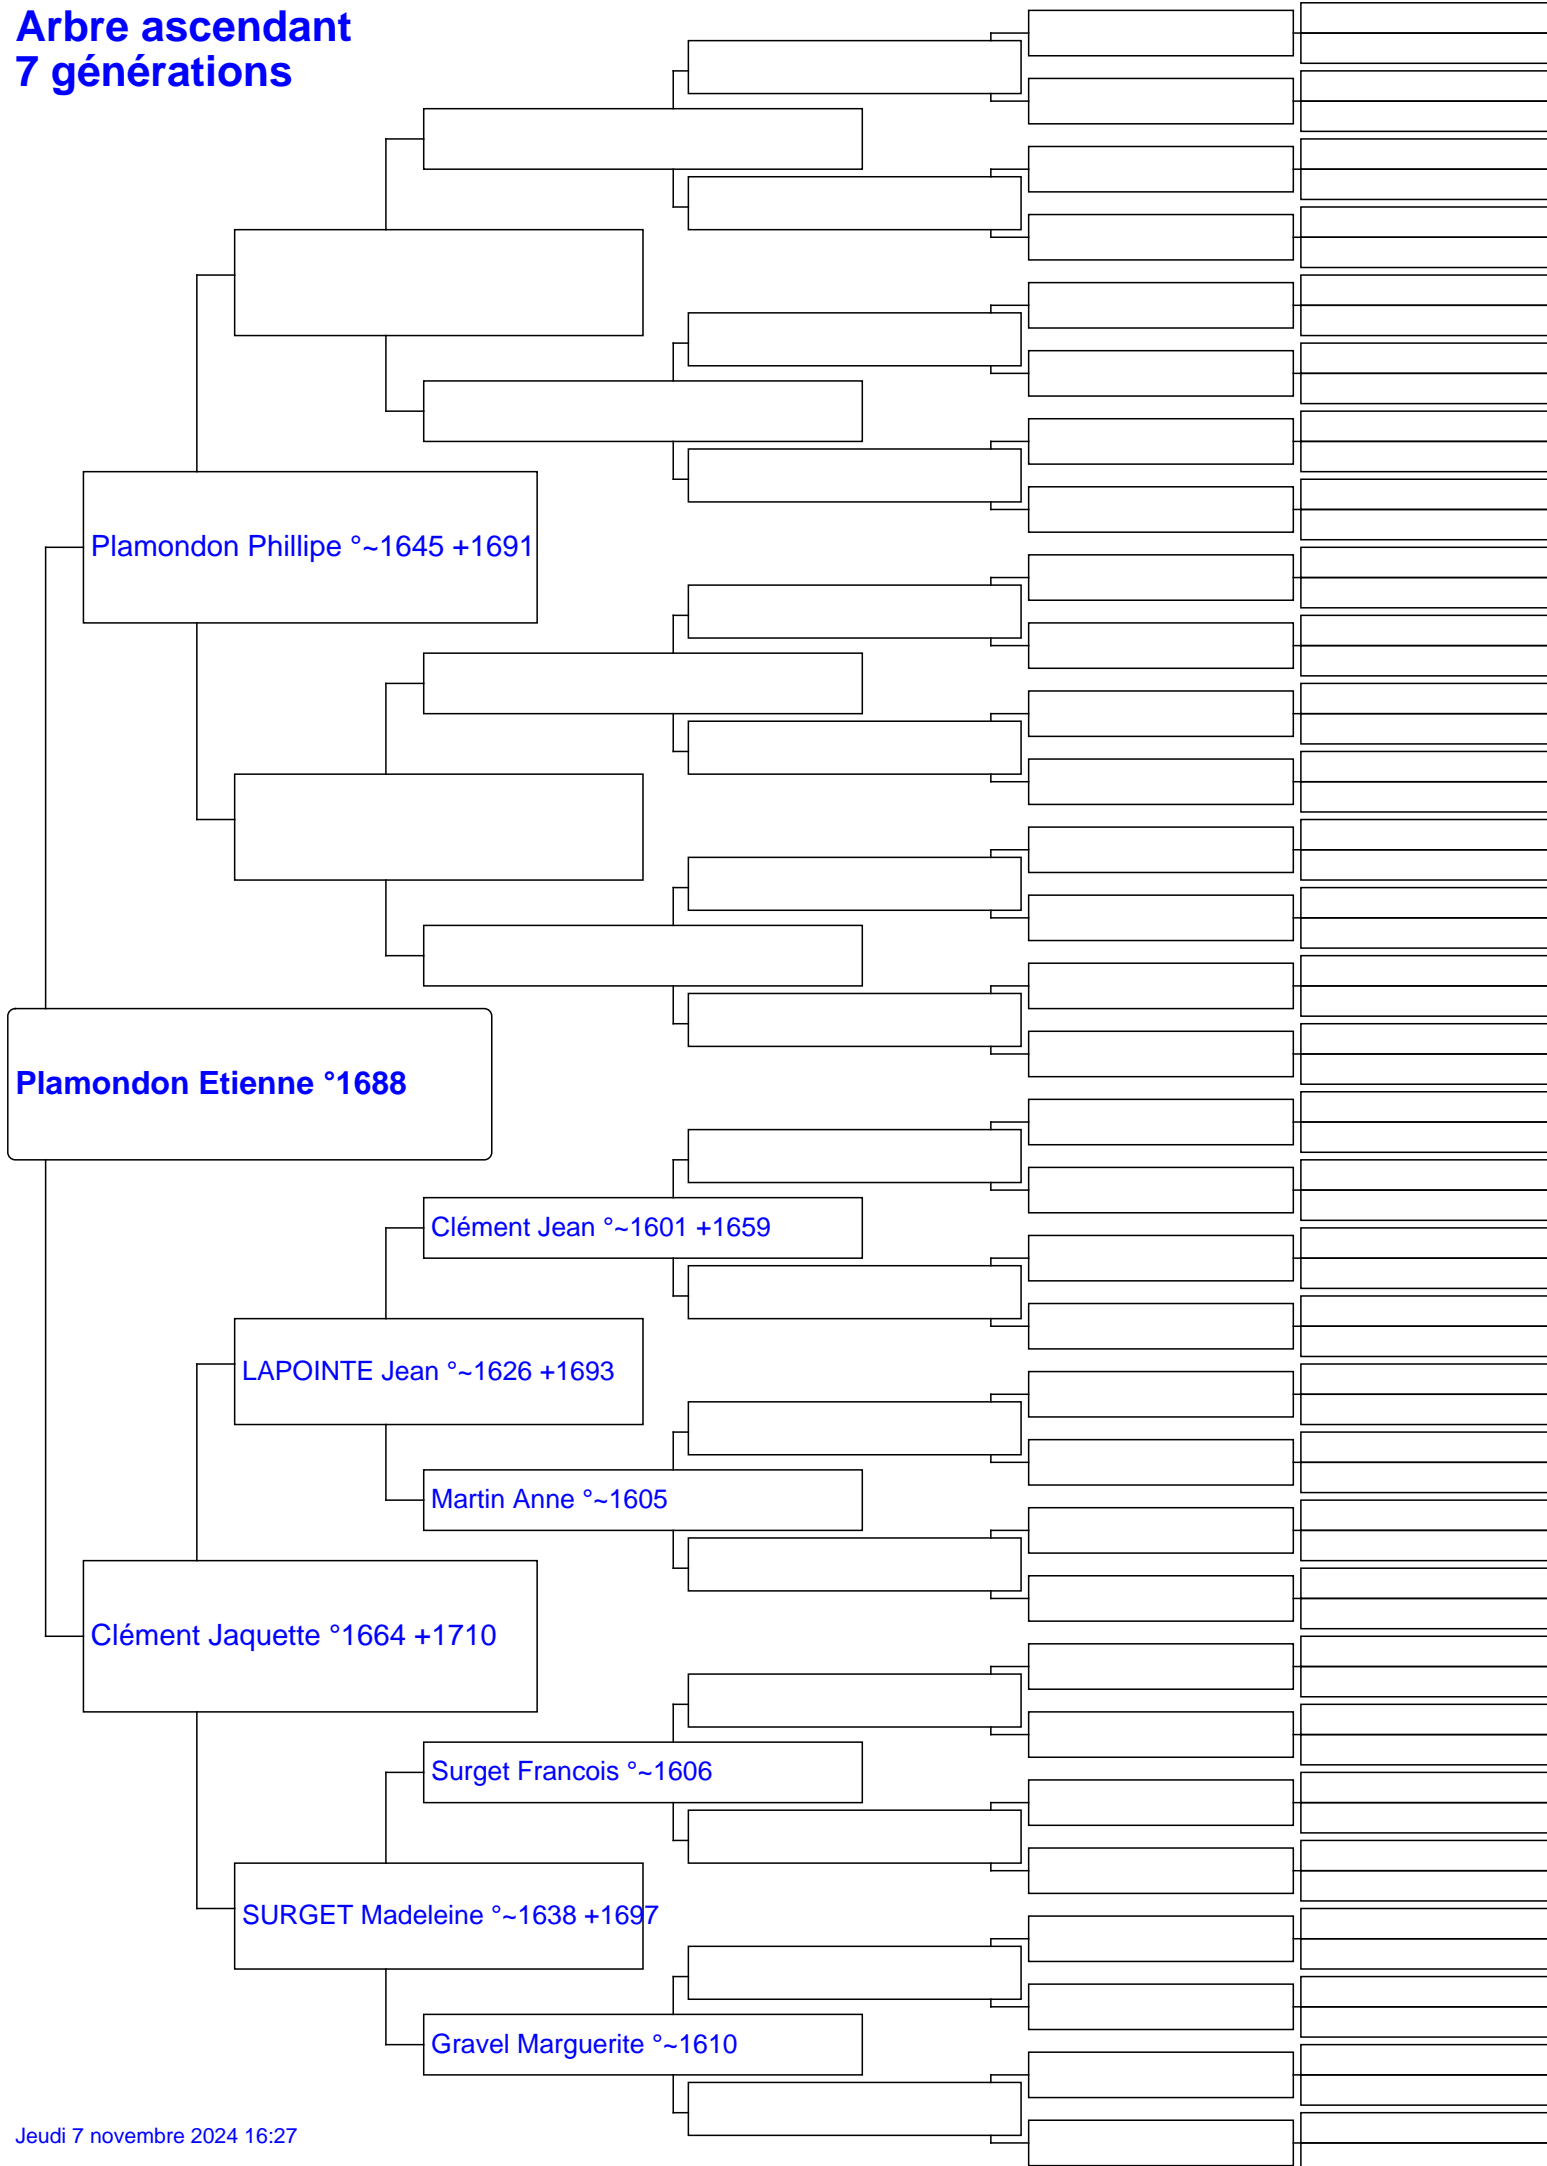 Arbre ascendant
7 générations
Plamondon Phillipe °~1645 +1691
Plamondon Etienne °1688
Clément Jean °~1601 +1659
LAPOINTE Jean °~1626 +1693
Martin Anne °~1605
Clément Jaquette °1664 +1710
Surget Francois °~1606
SURGET Madeleine °~1638 +1697
Gravel Marguerite °~1610
Jeudi 7 novembre 2024 16:27